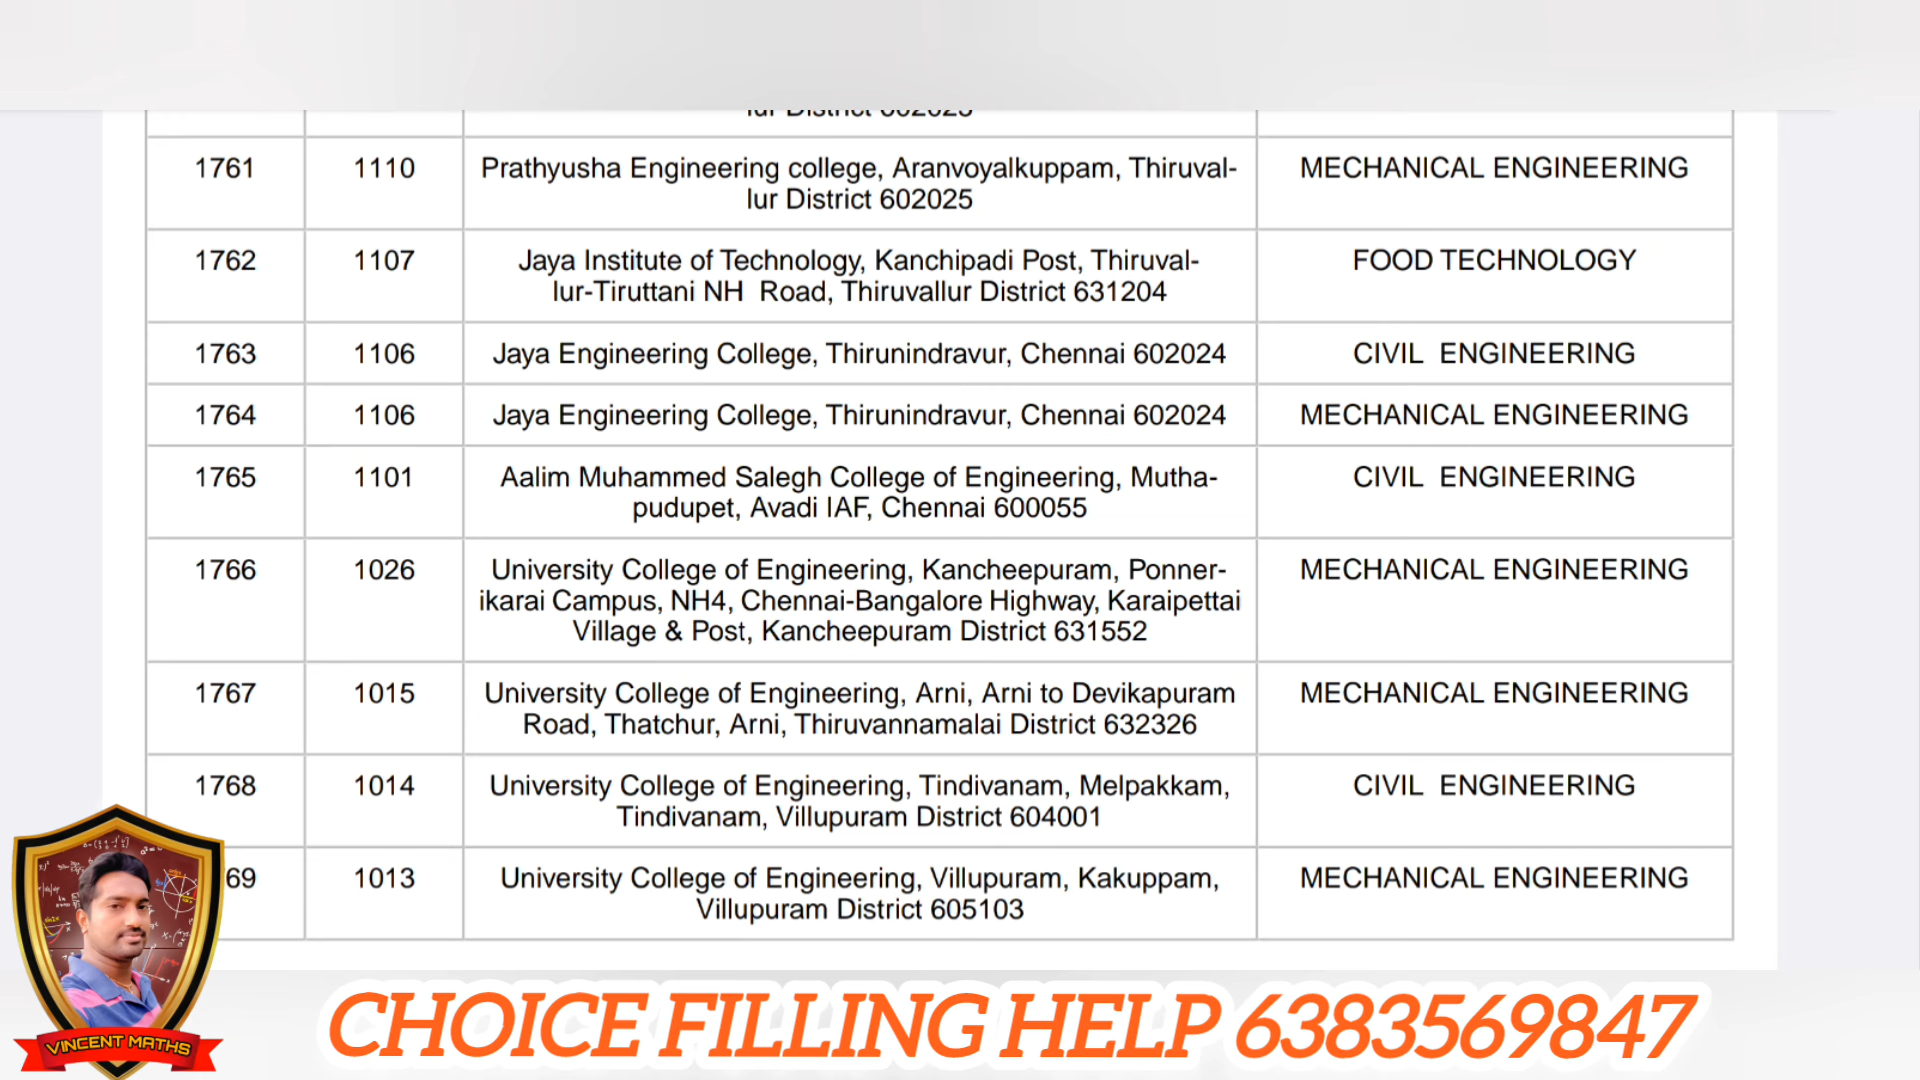 1761 1110 Prathyusha Engineering college, Aranvoyalkuppam, Thiruval- MECHANICAL ENGINEERING
lur District 602025
1762 1107 Jaya Institute of Technology, Kanchipadi Post, Thiruval- FOOD TECHNOLOGY
lur-Tiruttani NH Road, Thiruvallur District 631204
1763 1106 Jaya Engineering College, Thirunindravur, Chennai 602024 CIVIL ENGINEERING
1764 1106 Jaya Engineering College, Thirunindravur, Chennai 602024 MECHANICAL ENGINEERING
1765 1101 Aalim Muhammed Salegh College of Engineering, Mutha- CIVIL ENGINEERING
pudupet, Avadi IAF, Chennai 600055
1766 1026 University College of Engineering, Kancheepuram, Ponner- MECHANICAL ENGINEERING
ikarai Campus, NH4, Chennai-Bangalore Highway, Karaipettai
Village & Post, Kancheepuram District 631552
1767 1015 University College of Engineering, Arni, Arni to Devikapuram MECHANICAL ENGINEERING
Road, Thatchur, Arni, Thiruvannamalai District 632326
1768 1014 University College of Engineering, Tindivanam, Melpakkam, CIVIL ENGINEERING
Tindivanam, Villupuram District 604001
69 1013 University College of Engineering, Villupuram, Kakuppam, MECHANICAL ENGINEERING
Villupuram District 605103
VINCENT MATHS
CHOICE FILLING HELP 6383569847